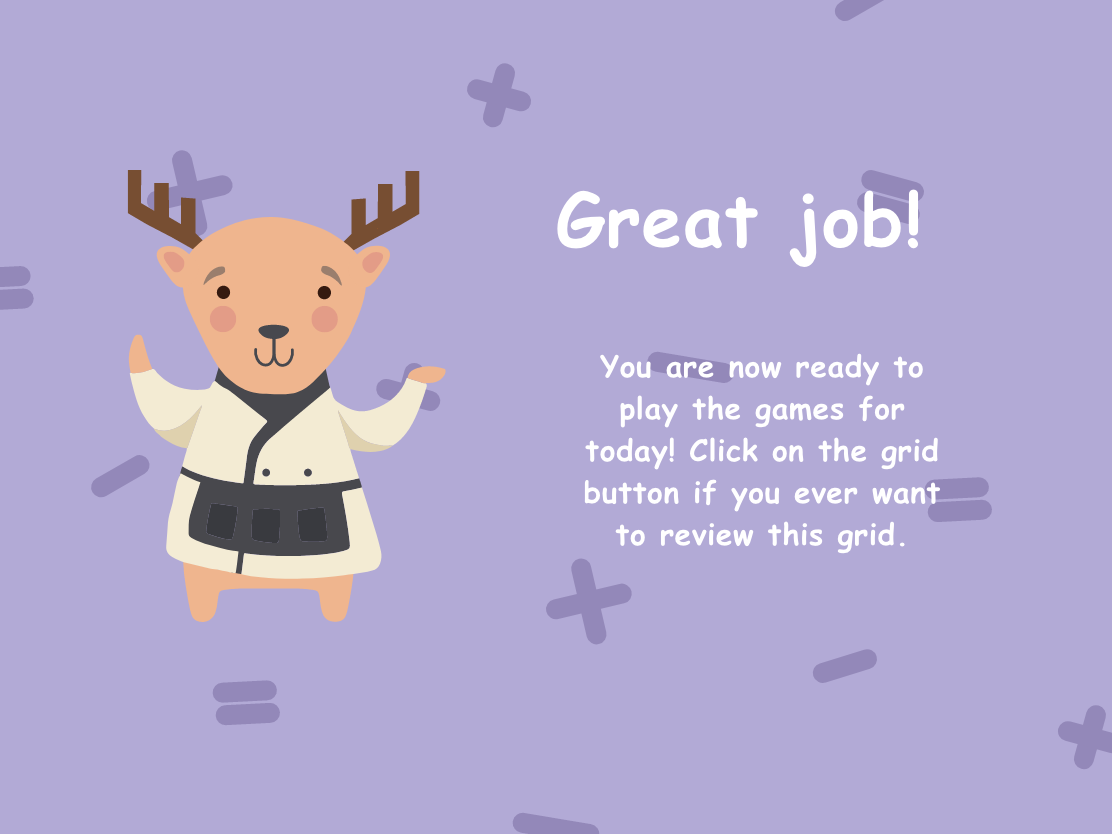 Great job!
You are now ready to
play the games for
today! Click on the grid
button if you ever want
to review this grid.